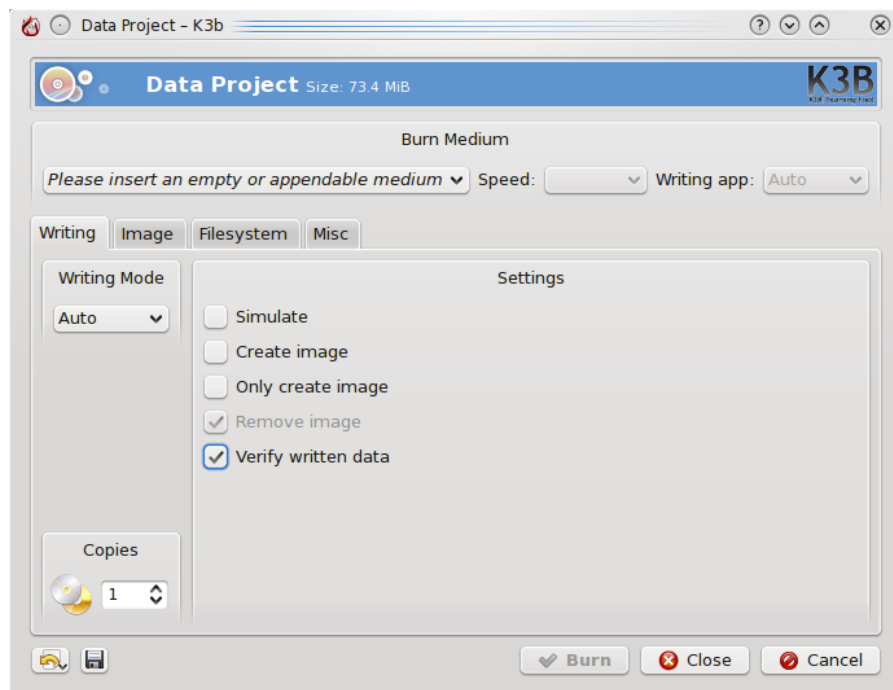 Data Project – K3b
Data Project Size: 73.4 MiB
K3B
Burn Medium
Please insert an empty or appendable medium Speed: Writing app: Auto
Writing Image Filesystem Misc
Writing Mode
Settings
Auto
Simulate
Create image
Only create image
Remove image
Verify written data
Copies
1
Burn Close Cancel